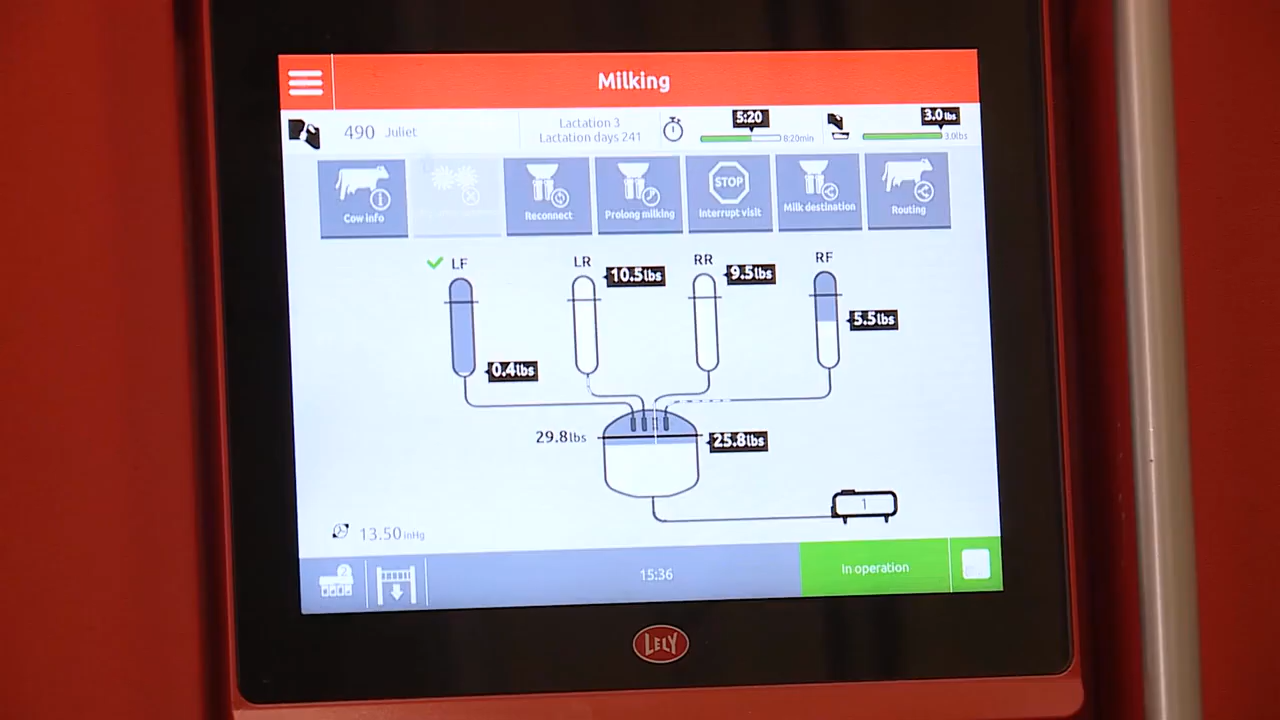 Milking
490 Juliet
Lactation 3
Lactation days 241
5:20
8:20min
3.0lbs
3.0lbs
Cow info
Reconnect
Prolong milking
STOP
Interrupt visit
Milk destination
Routing
LF
LR
RR
RF
10.5lbs
9.5lbs
5.5lbs
0.4lbs
29.8lbs
25.8lbs
1
13.50inHg
2
15:36
In operation
LELY